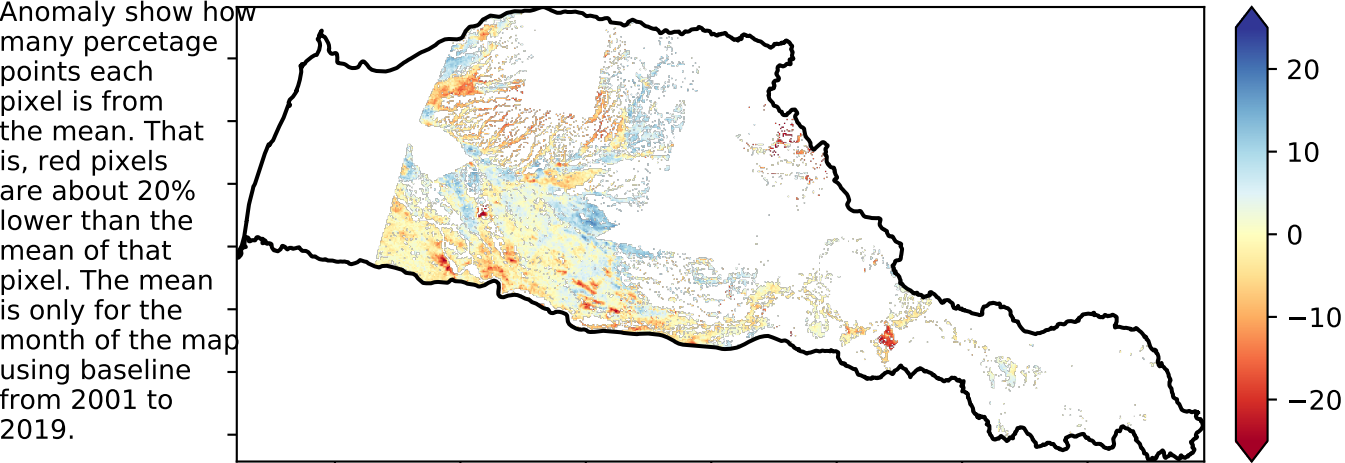 Anomaly show how
many percetage
points each
pixel is from
the mean. That
is, red pixels
are about 20%
lower than the
mean of that
pixel. The mean
is only for the
month of the map
using baseline
from 2001 to
2019.
20
10
0
−10
−20